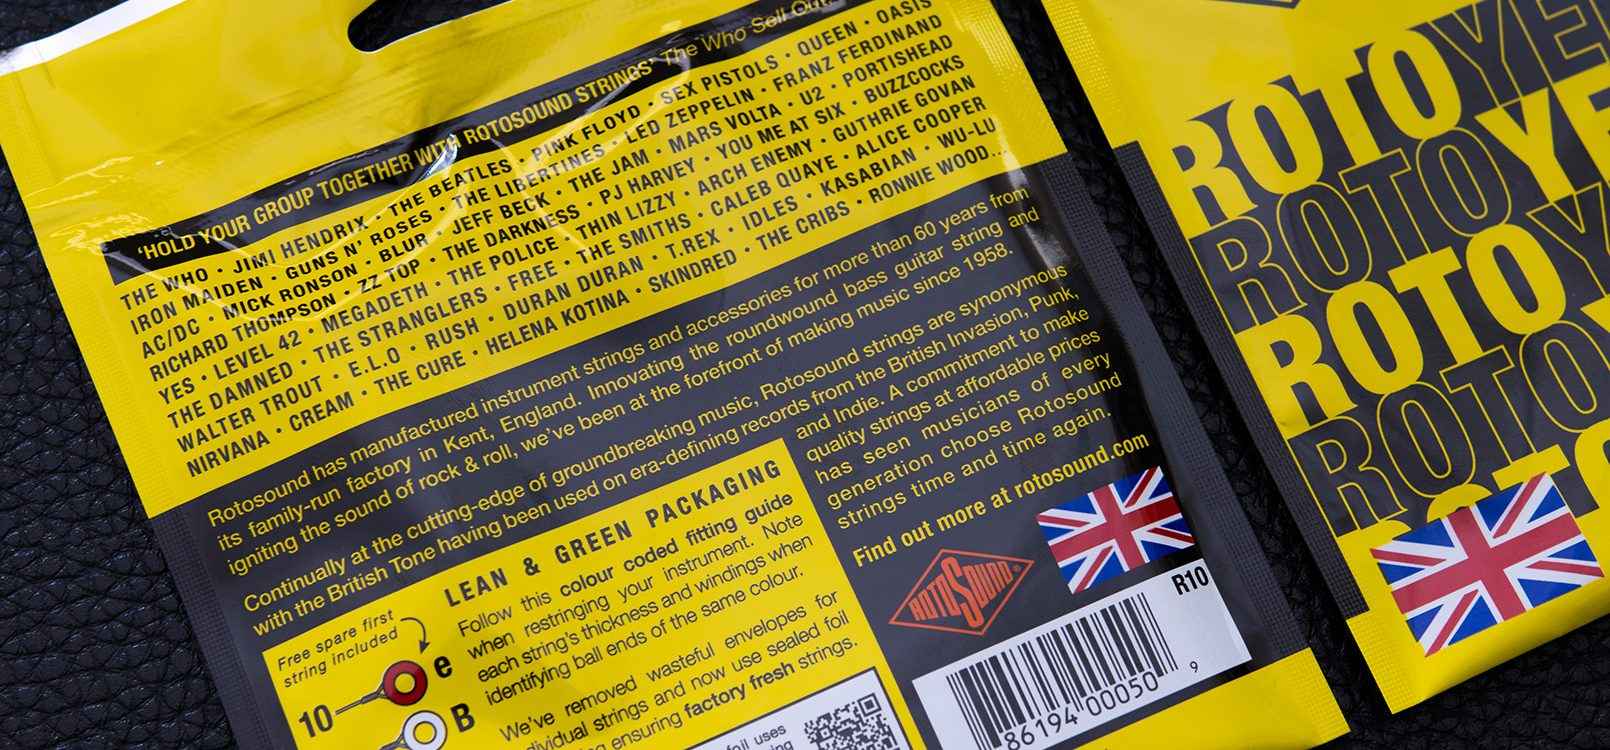 'HOLD YOUR GROUP TOGETHER WITH ROTOSOUND STRINGS' The Who Sell Out.
THE WHO · JIMI HENDRIX · THE BEATLES · PINK FLOYD · SEX PISTOLS · QUEEN · OASIS
IRON MAIDEN · GUNS N' ROSES · THE LIBERTINES · LED ZEPPELIN · FRANZ FERDINAND
AC/DC · MICK RONSON · BLUR · JEFF BECK · THE JAM · MARS VOLTA · U2 · PORTISHEAD
RICHARD THOMPSON · ZZ TOP · THE DARKNESS · PJ HARVEY · YOU ME AT SIX · BUZZCOCKS
YES · LEVEL 42 · MEGADETH · THE POLICE · THIN LIZZY · ARCH ENEMY · GUTHRIE GOVAN
THE DAMNED · THE STRANGLERS · FREE · THE SMITHS · CALEB QUAYE · ALICE COOPER
WALTER TROUT · E.L.O · RUSH · DURAN DURAN · T.REX · IDLES · KASABIAN · WU-LU
NIRVANA · CREAM · THE CURE · HELENA KOTINA · SKINDRED · THE CRIBS · RONNIE WOOD...
Rotosound has manufactured instrument strings and accessories for more than 60 years from
its family-run factory in Kent, England. Innovating the roundwound bass guitar string and
igniting the sound of rock & roll, we've been at the forefront of making music since 1958.
Continually at the cutting-edge of groundbreaking music, Rotosound strings are synonymous
with the British Tone having been used on era-defining records from the British Invasion, Punk,
and Indie. A commitment to make
quality strings at affordable prices
has seen musicians of every
generation choose Rotosound
strings time and time again.
Find out more at rotosound.com
LEAN & GREEN PACKAGING
Follow this colour coded fitting guide
when restringing your instrument. Note
each string's thickness and windings when
identifying ball ends of the same colour.
We've removed wasteful envelopes for
individual strings and now use sealed foil
ensuring factory fresh strings.
foil uses
Free spare first
string included
e
10
B
ROTOSOUND
R10
86194 00050
9
ROTOYE
ROTOYE
ROTOY
ROTOY